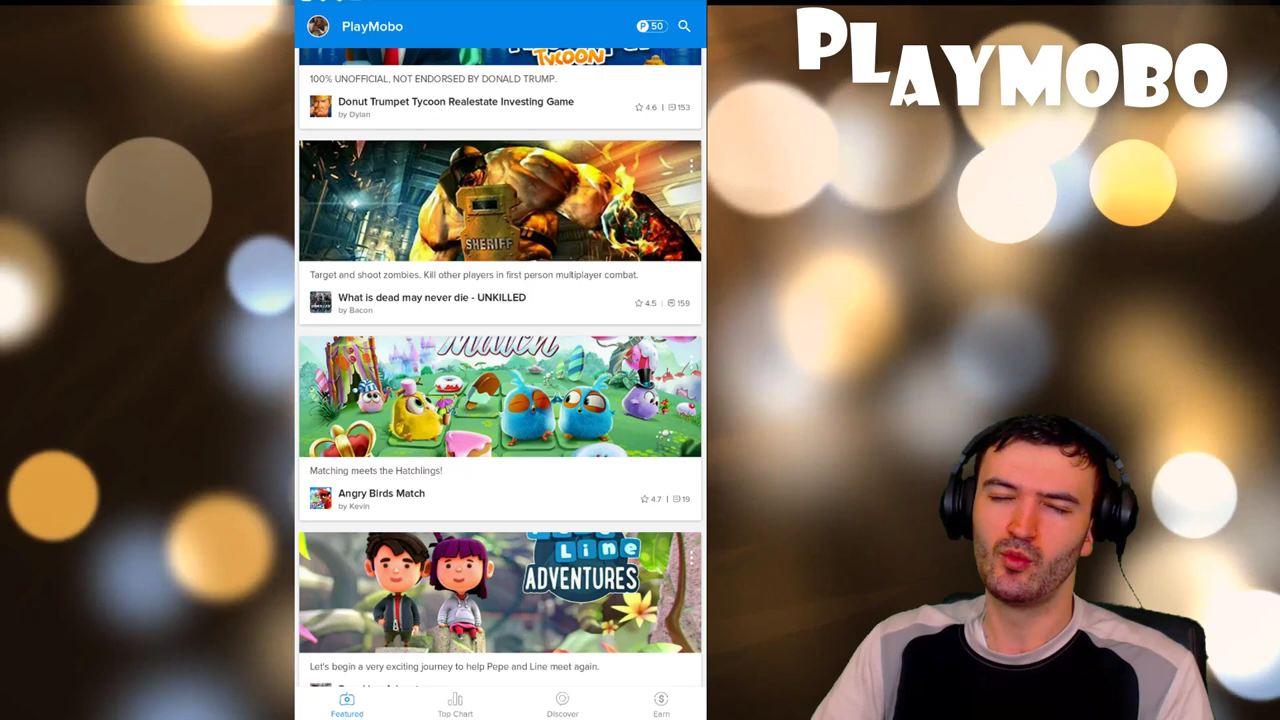 PlayMobo
P 50
PLAYMOBO
TYCOON
100% UNOFFICIAL, NOT ENDORSED BY DONALD TRUMP.
Donut Trumpet Tycoon Realestate Investing Game
4.6 | 153
by Dylan
SHERIFF
Target and shoot zombies. Kill other players in first person multiplayer combat.
What is dead may never die - UNKILLED
4.5 | 159
by Bacon
Match
Matching meets the Hatchlings!
Angry Birds Match
4.7 | 19
by Kevin
Line
ADVENTURES
Let's begin a very exciting journey to help Pepe and Line meet again.
Featured
Top Chart
Discover
Earn